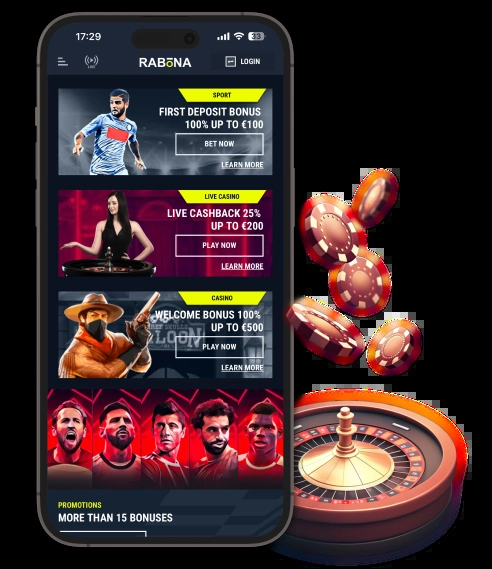 17:29
33
LIVE
RABONA
LOGIN
SPORT
FIRST DEPOSIT BONUS
100% UP TO €100
BET NOW
LEARN MORE
LIVE CASINO
LIVE CASHBACK 25%
UP TO €200
PLAY NOW
LEARN MORE
CASINO
WELCOME BONUS 100%
UP TO €500
PLAY NOW
LEARN MORE
PROMOTIONS
MORE THAN 15 BONUSES